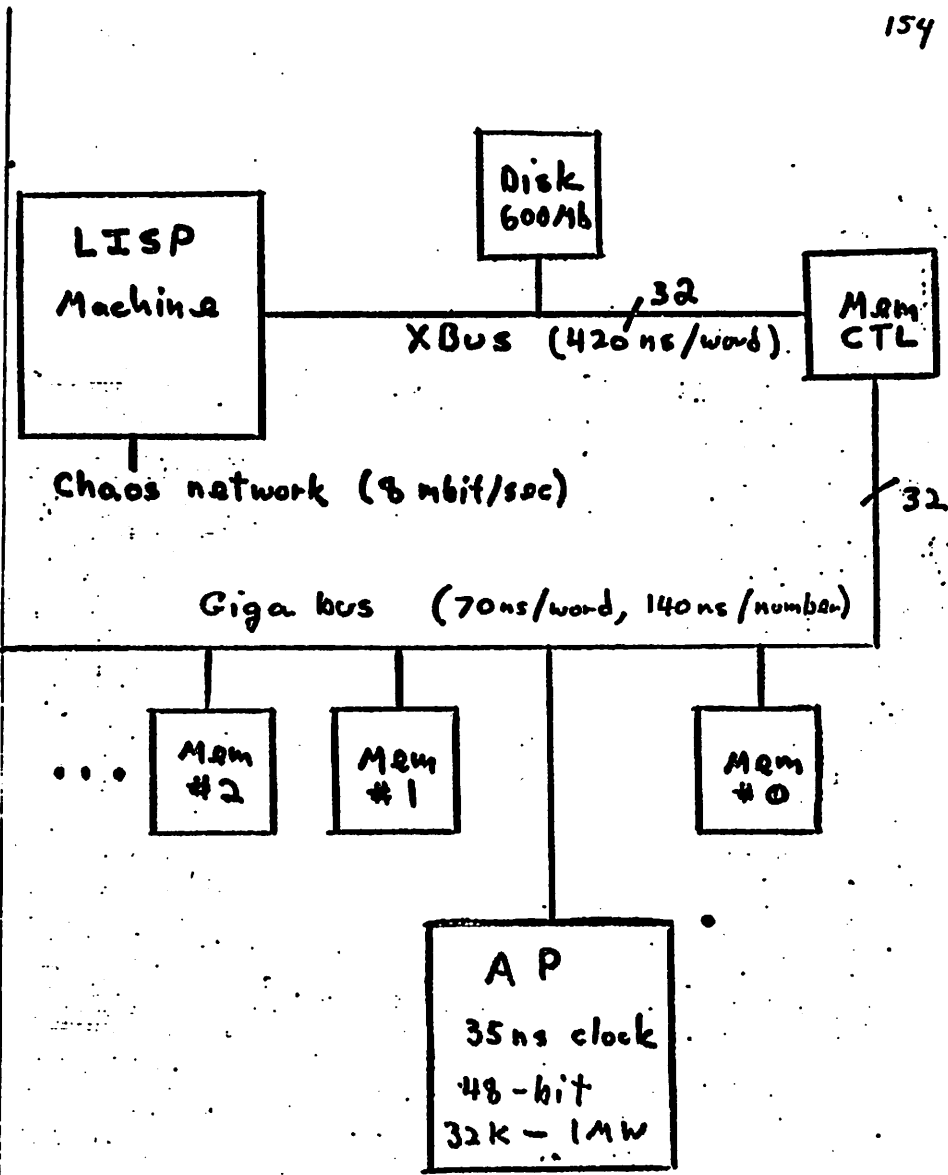 154
Disk
600Mb
LISP
Machine
32
Mem
CTL
XBus (420 ns/word)
Chaos network (8 mbit/sec)
32
Giga bus (70ns/word, 140ns/number)
... Mem
#2
Mem
#1
Mem
#0
AP
35ns clock
48-bit
32K - 1MW